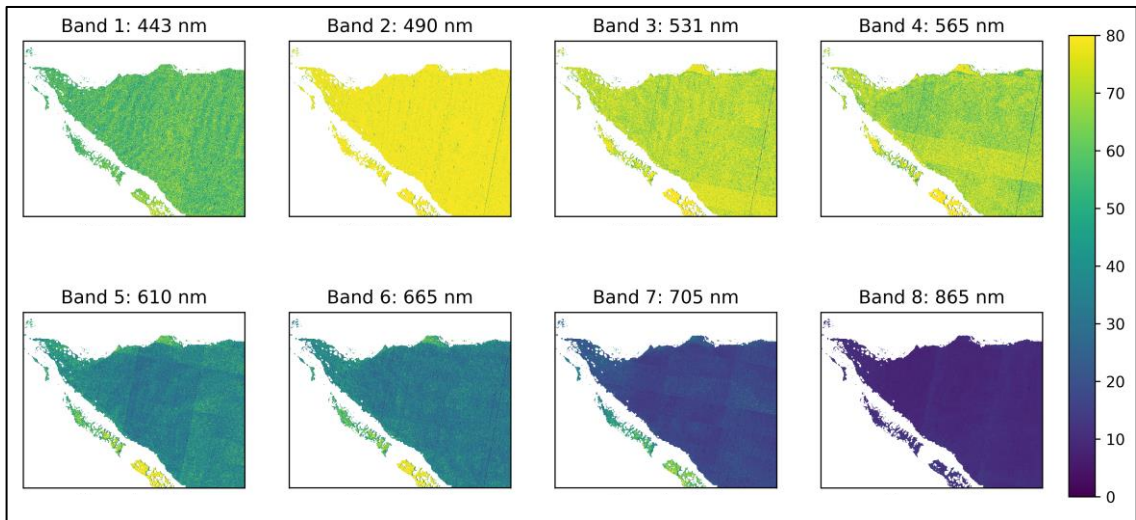 Band 1: 443 nm
Band 2: 490 nm
Band 3: 531 nm
Band 4: 565 nm
80
70
60
50
40
30
20
10
0
Band 5: 610 nm
Band 6: 665 nm
Band 7: 705 nm
Band 8: 865 nm